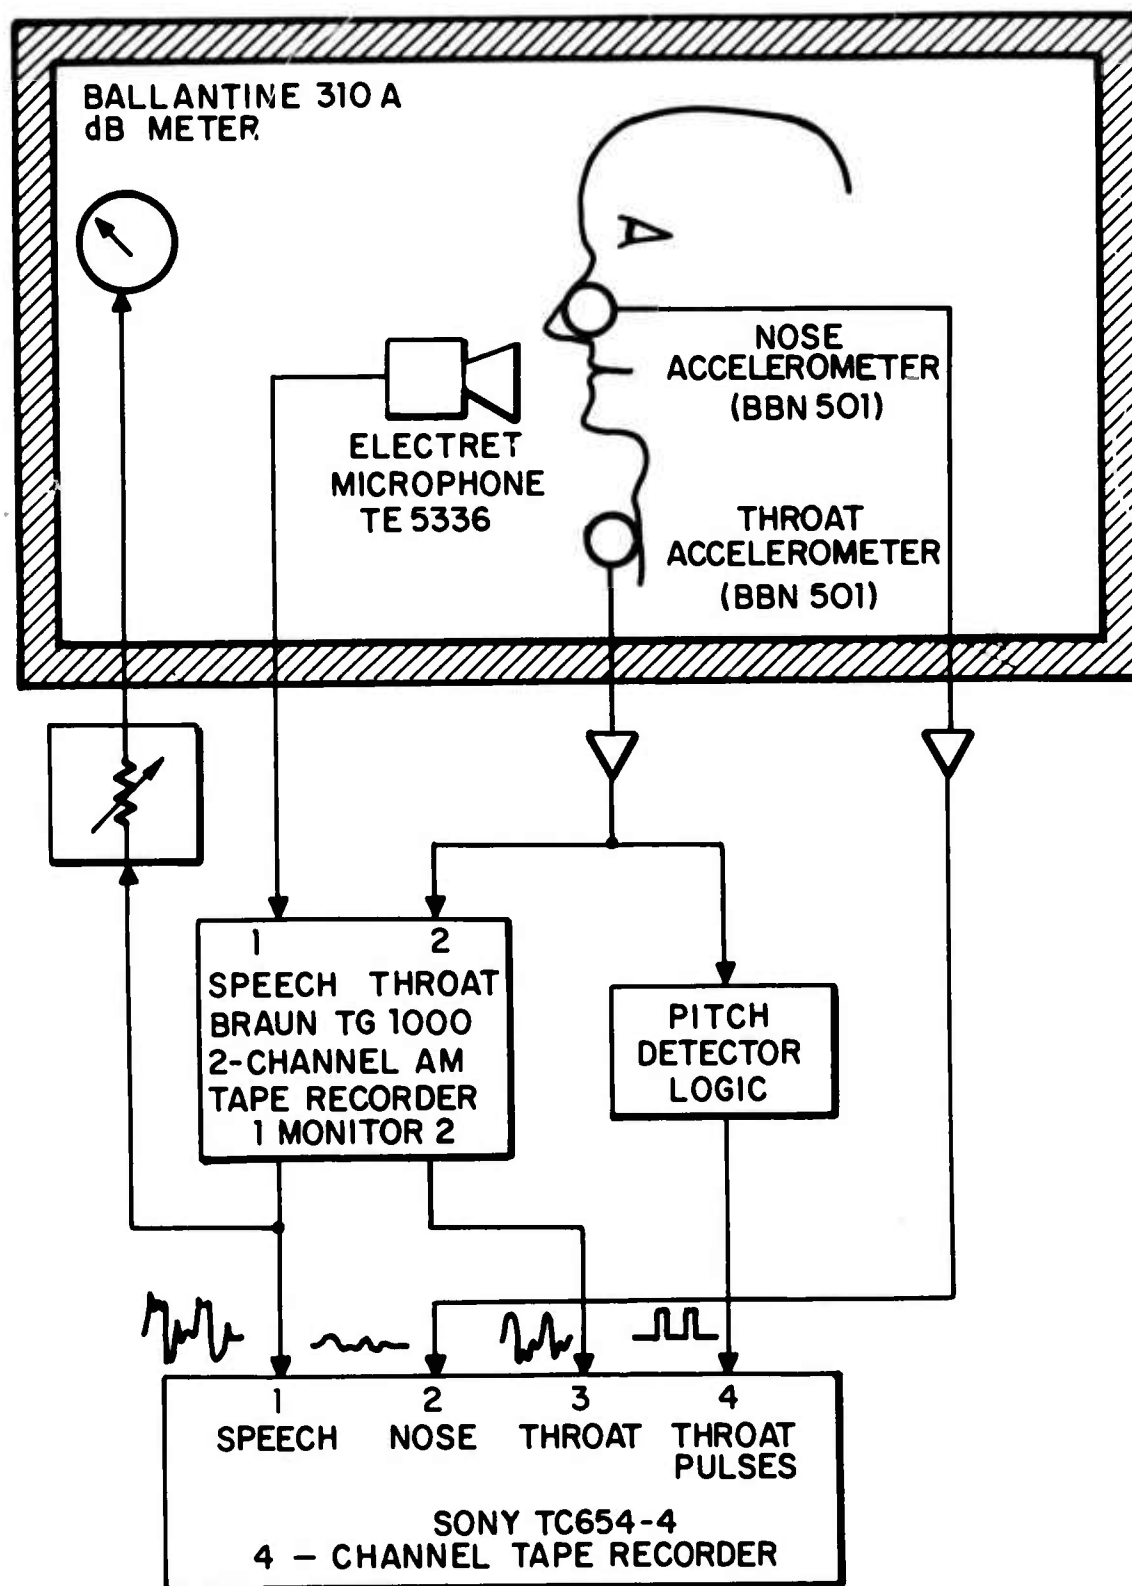 BALLANTINE 310 A
dB METER
NOSE
ACCELEROMETER
(BBN 501)
ELECTRET
MICROPHONE
TE 5336
THROAT
ACCELEROMETER
(BBN 501)
1 2
SPEECH THROAT
BRAUN TG 1000
2-CHANNEL AM
TAPE RECORDER
1 MONITOR 2
PITCH
DETECTOR
LOGIC
1 2 3 4
SPEECH NOSE THROAT THROAT
PULSES
SONY TC654-4
4 - CHANNEL TAPE RECORDER